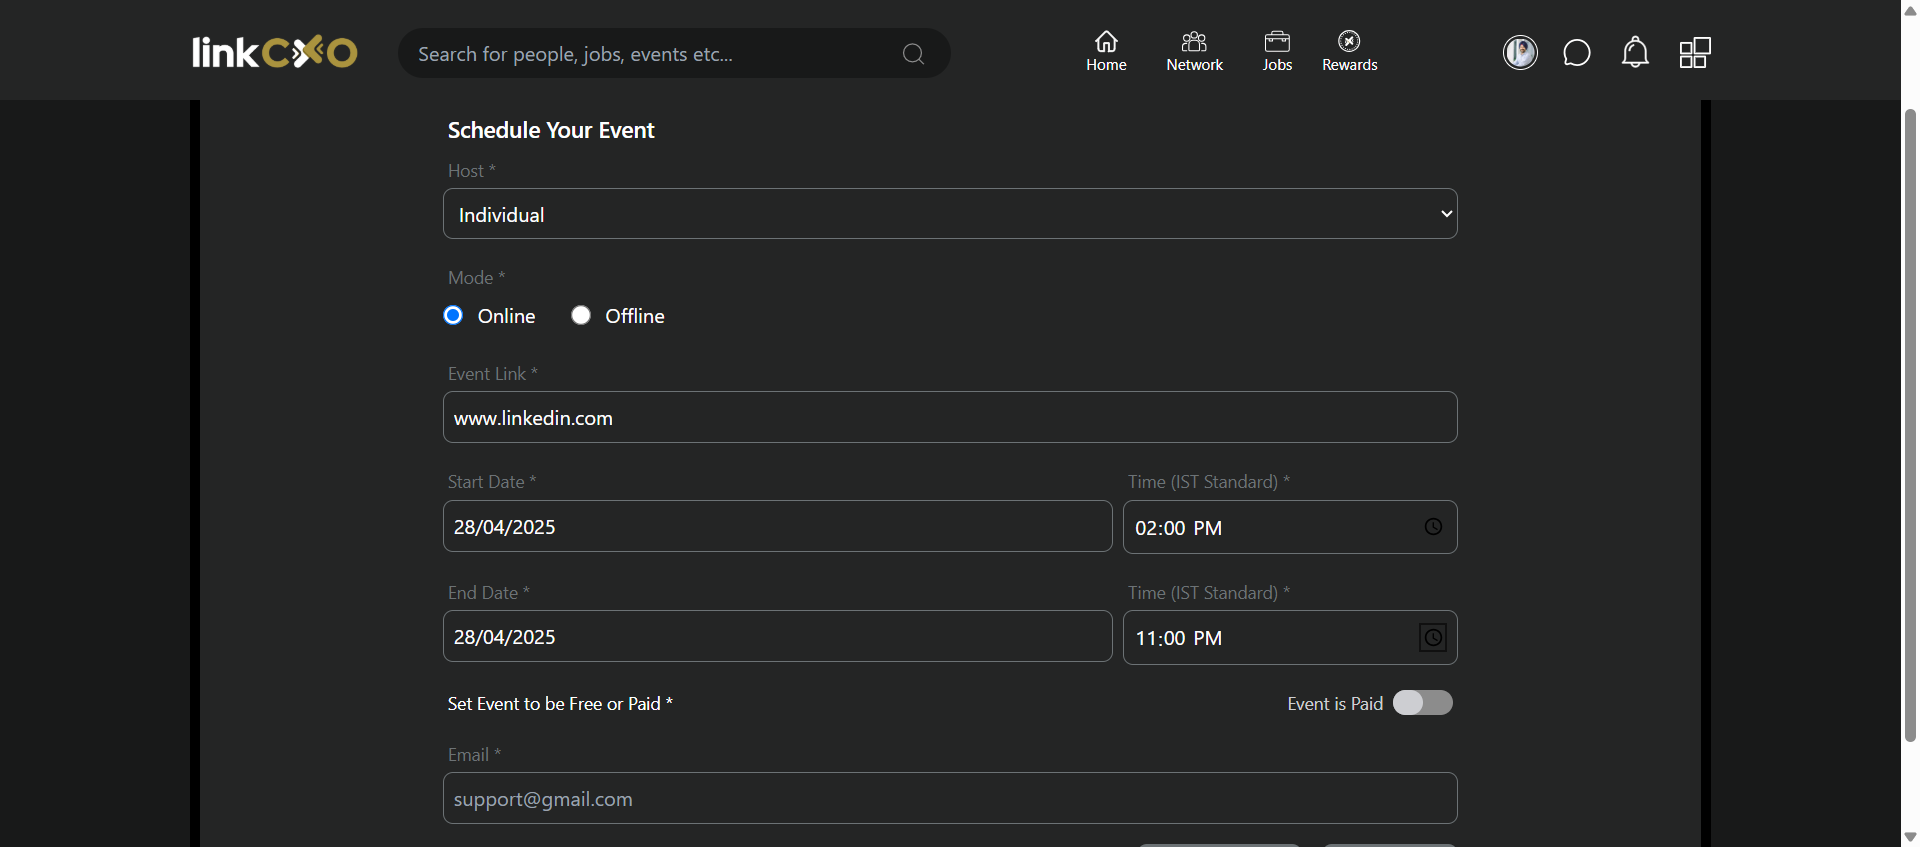 linkcxo
Search for people, jobs, events etc...
Home
Network
Jobs
Rewards
Schedule Your Event
Host *
Individual
Mode *
Online
Offline
Event Link *
www.linkedin.com
Start Date *
Time (IST Standard) *
28/04/2025
02:00 PM
End Date *
Time (IST Standard) *
28/04/2025
11:00 PM
Set Event to be Free or Paid *
Event is Paid
Email *
support@gmail.com